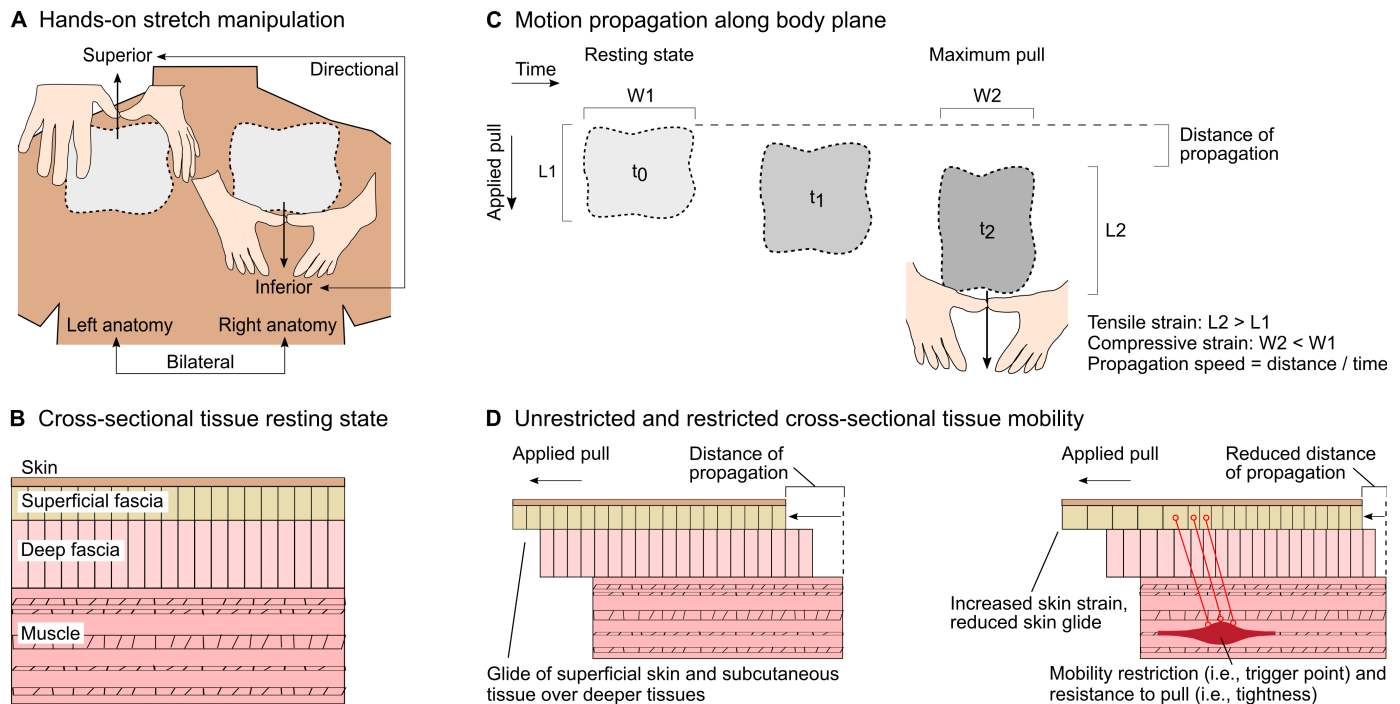 A Hands-on stretch manipulation
Superior
Directional
Inferior
Left anatomy
Right anatomy
Bilateral
B Cross-sectional tissue resting state
Skin
Superficial fascia
Deep fascia
Muscle
C Motion propagation along body plane
Resting state
Maximum pull
Time
W1
W2
Applied pull
L1
t0
t1
t2
L2
Distance of
propagation
Tensile strain: L2 > L1
Compressive strain: W2 < W1
Propagation speed = distance / time
D Unrestricted and restricted cross-sectional tissue mobility
Applied pull
Distance of
propagation
Glide of superficial skin and subcutaneous
tissue over deeper tissues
Applied pull
Reduced distance
of propagation
Increased skin strain,
reduced skin glide
Mobility restriction (i.e., trigger point) and
resistance to pull (i.e., tightness)